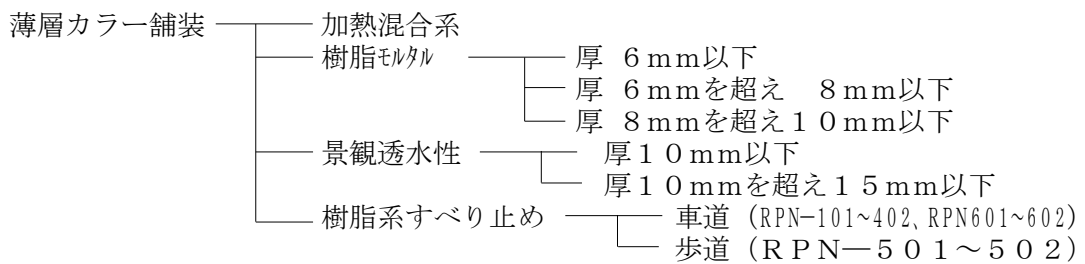 薄層カラー舗装 加熱混合系
樹脂ﾓﾙﾀﾙ 厚 6mm以下
厚 6mmを超え 8mm以下
厚 8mmを超え10mm以下
景観透水性 厚10mm以下
厚10mmを超え15mm以下
樹脂系すべり止め 車道（RPN―101~402､RPN601~602）
歩道（RPN―501～502）